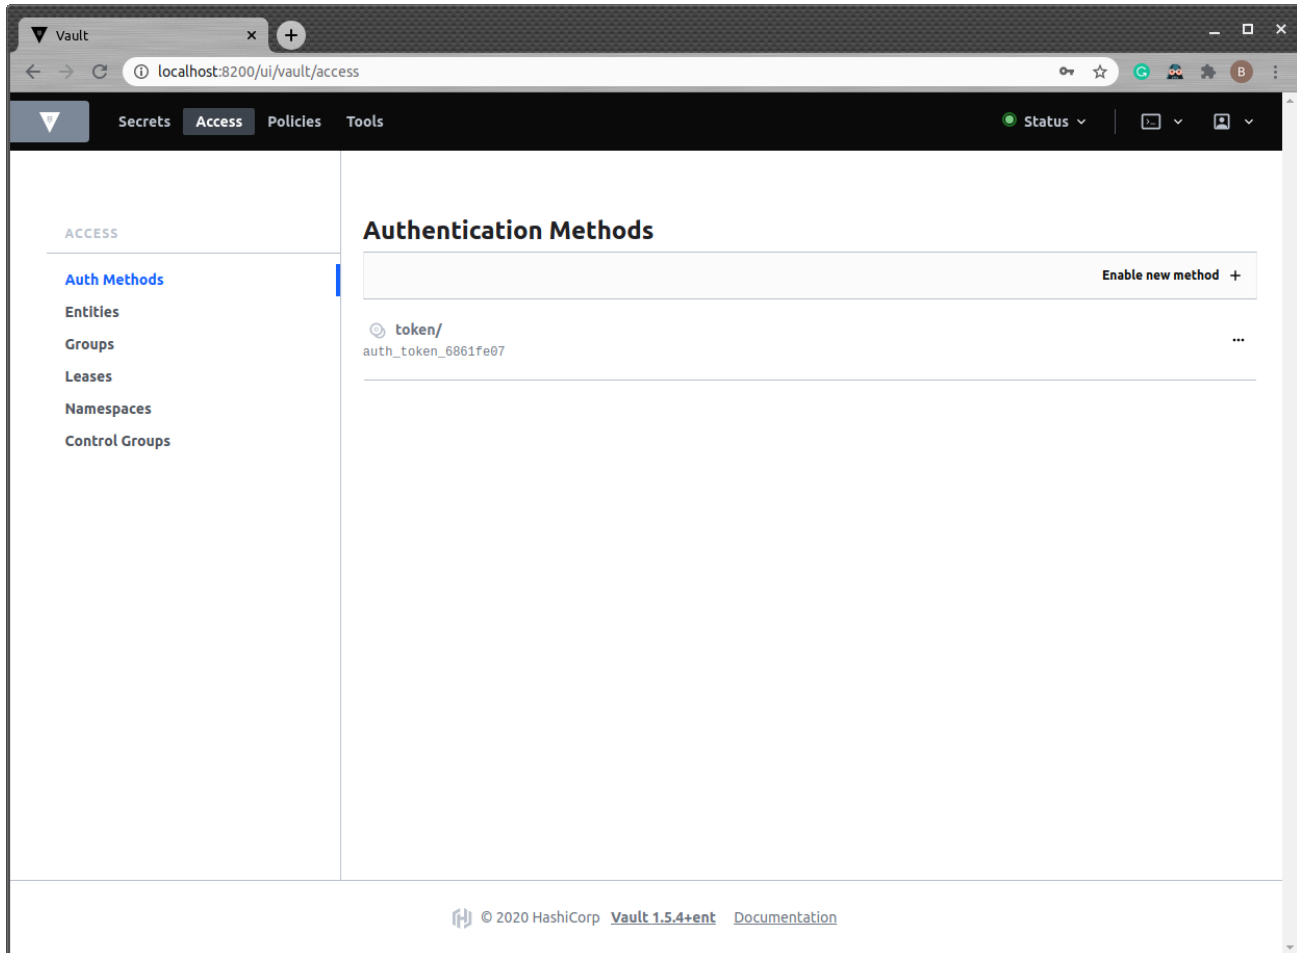 Vault
localhost:8200/ui/vault/access
B
Secrets Access Policies Tools Status
ACCESS
Auth Methods
Entities
Groups
Leases
Namespaces
Control Groups
Authentication Methods
Enable new method +
token/
auth_token_6861fe07
© 2020 HashiCorp Vault 1.5.4+ent Documentation